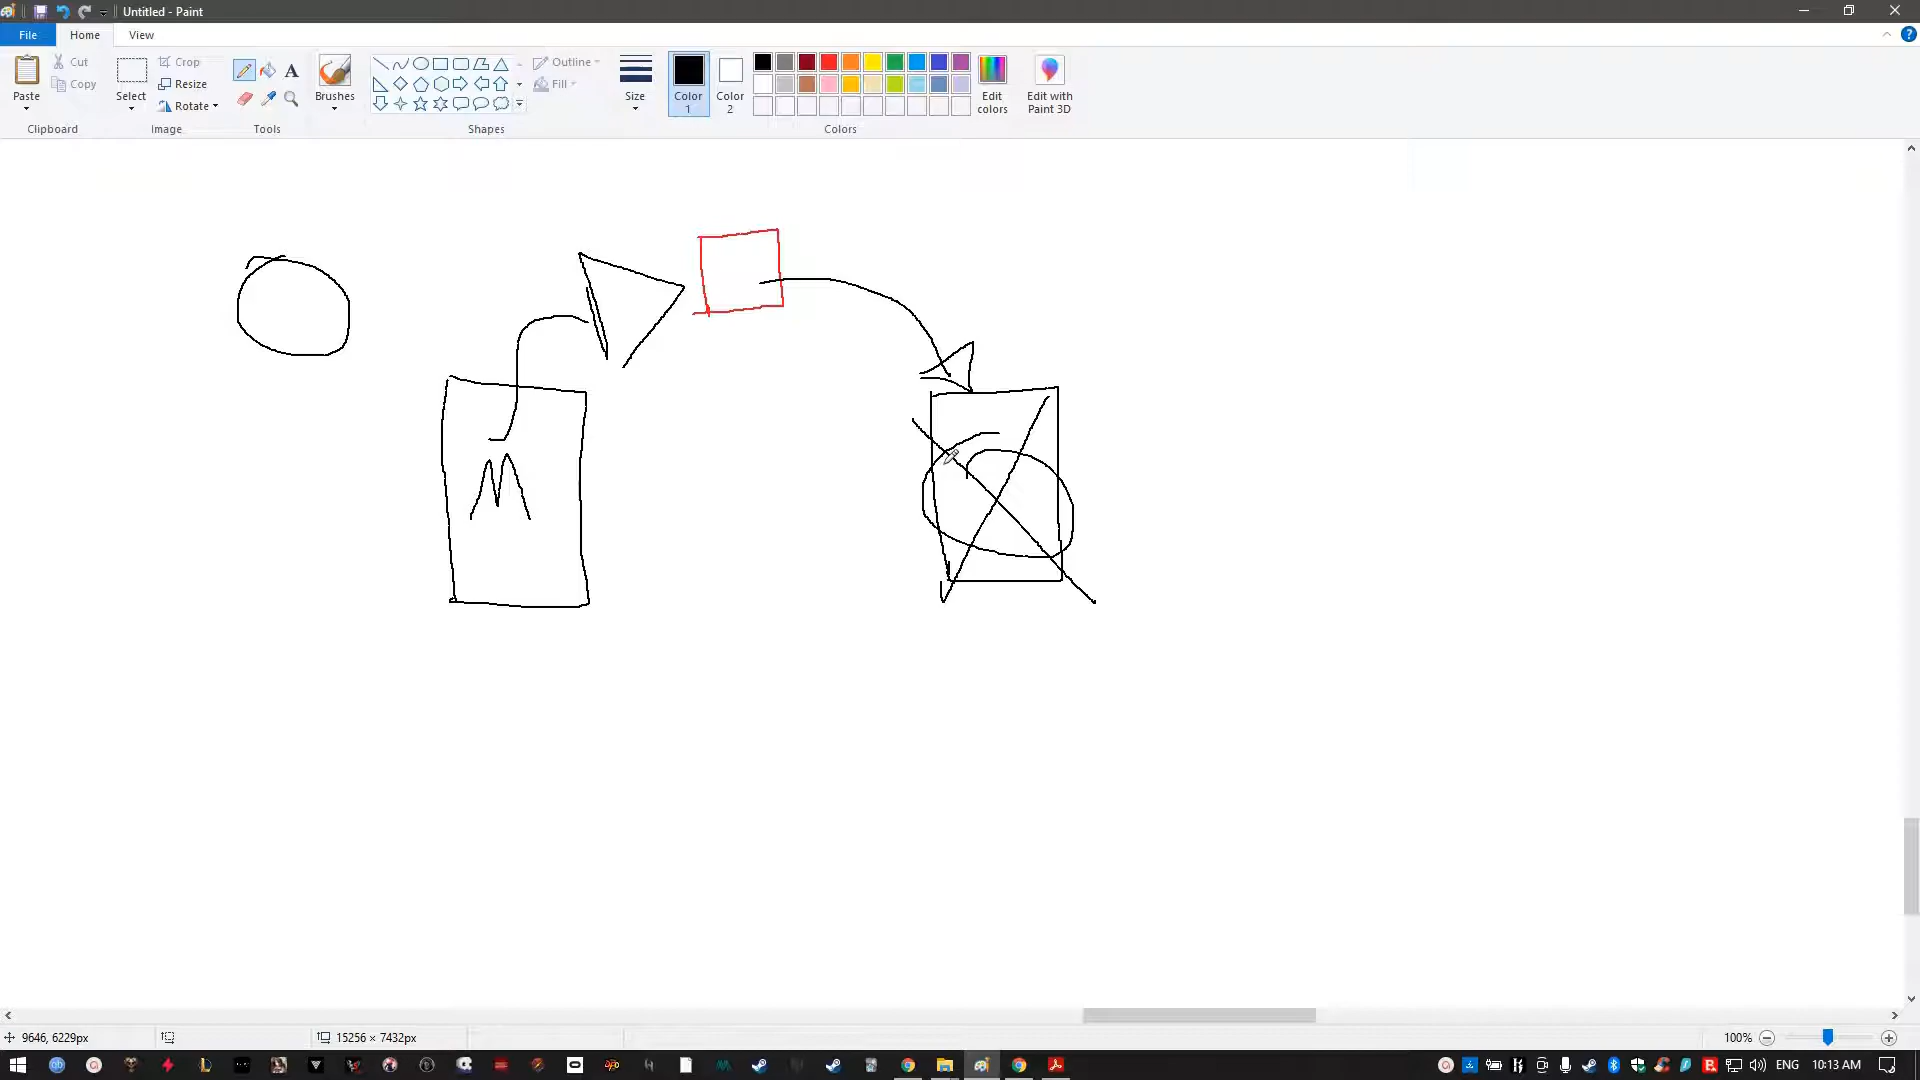 Untitled - Paint
File
Home
View
Paste
Cut
Copy
Clipboard
Select
Crop
Resize
Rotate
Image
A
Tools
Brushes
Shapes
Outline
Fill
Size
Color 1
Color 2
Colors
Edit colors
Edit with Paint 3D
M
9646, 6229px
15256 × 7432px
100%
ENG
10:13 AM